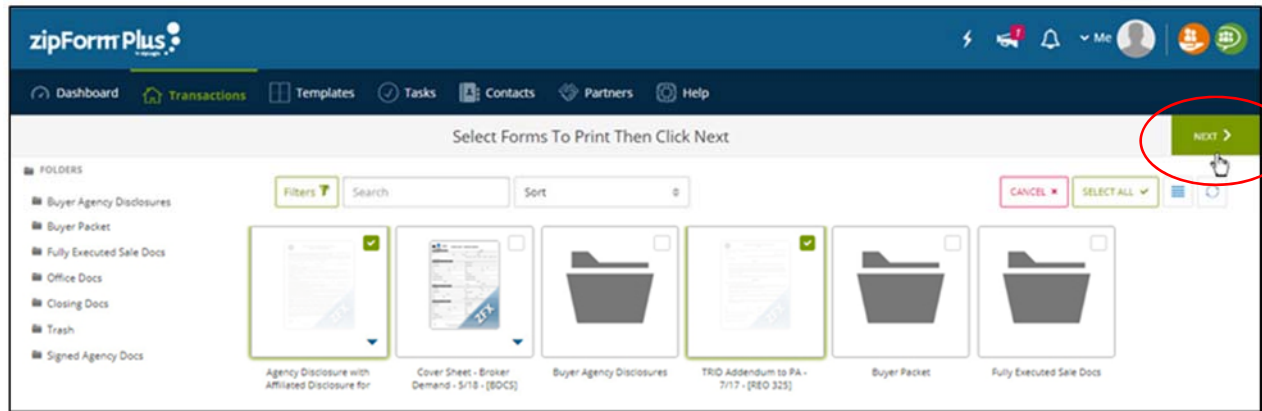 zipForm Plus
Me
Dashboard
Transactions
Templates
Tasks
Contacts
Partners
Help
Select Forms To Print Then Click Next
NEXT
FOLDERS
Buyer Agency Disclosures
Buyer Packet
Fully Executed Sale Docs
Office Docs
Closing Docs
Trash
Signed Agency Docs
Filters
Search
Sort
CANCEL
SELECT ALL
ZFX
Agency Disclosure with
Affiliated Disclosure for
ZFX
Cover Sheet - Broker
Demand - 5/18 - [BDCS]
Buyer Agency Disclosures
TRID Addendum to PA -
7/17 - [REO 325]
Buyer Packet
Fully Executed Sale Docs